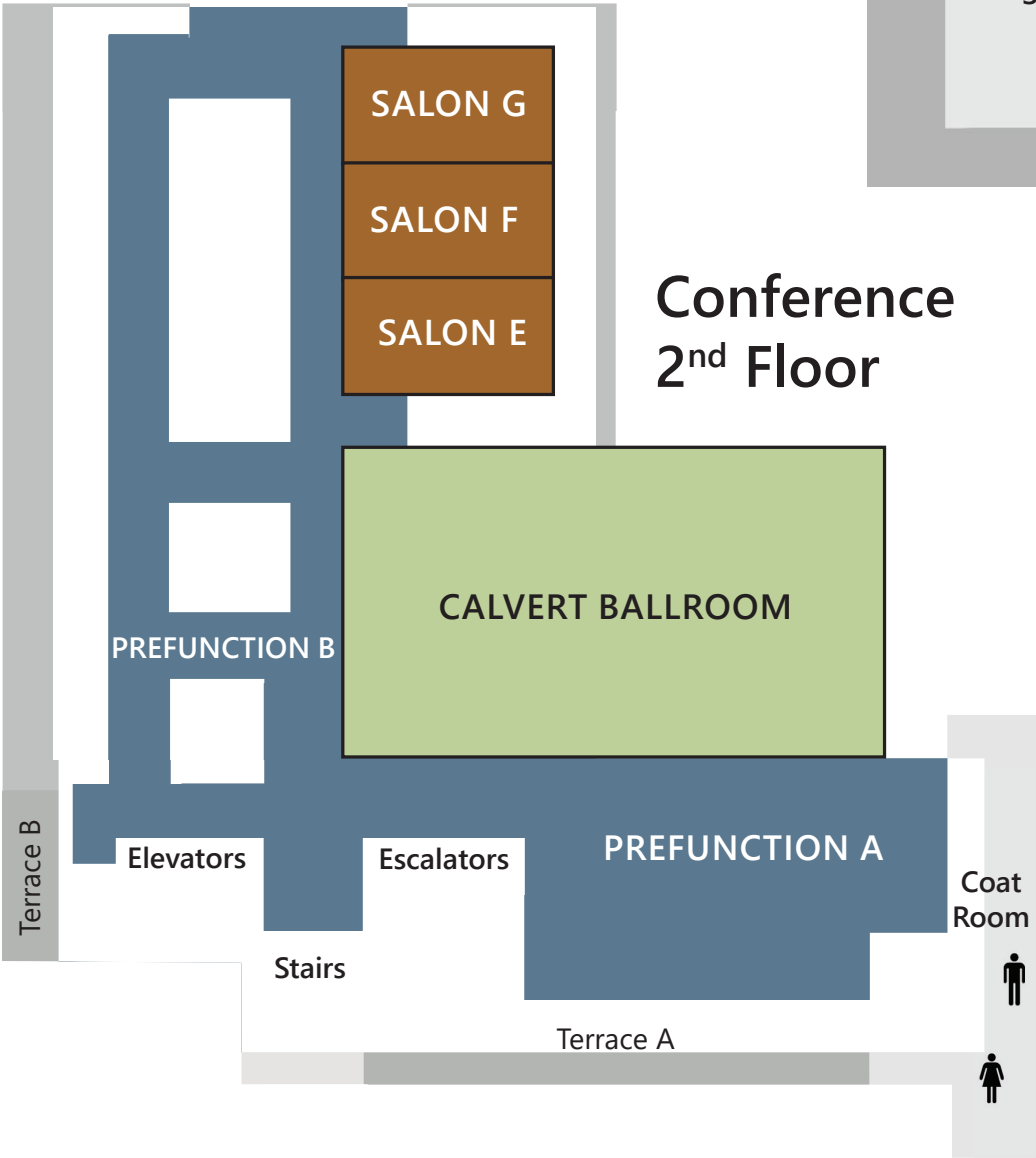 SALON G
SALON F
SALON E
Conference
2nd Floor
CALVERT BALLROOM
PREFUNCTION B
PREFUNCTION A
Elevators
Escalators
Terrace B
Coat
Room
Stairs
Terrace A